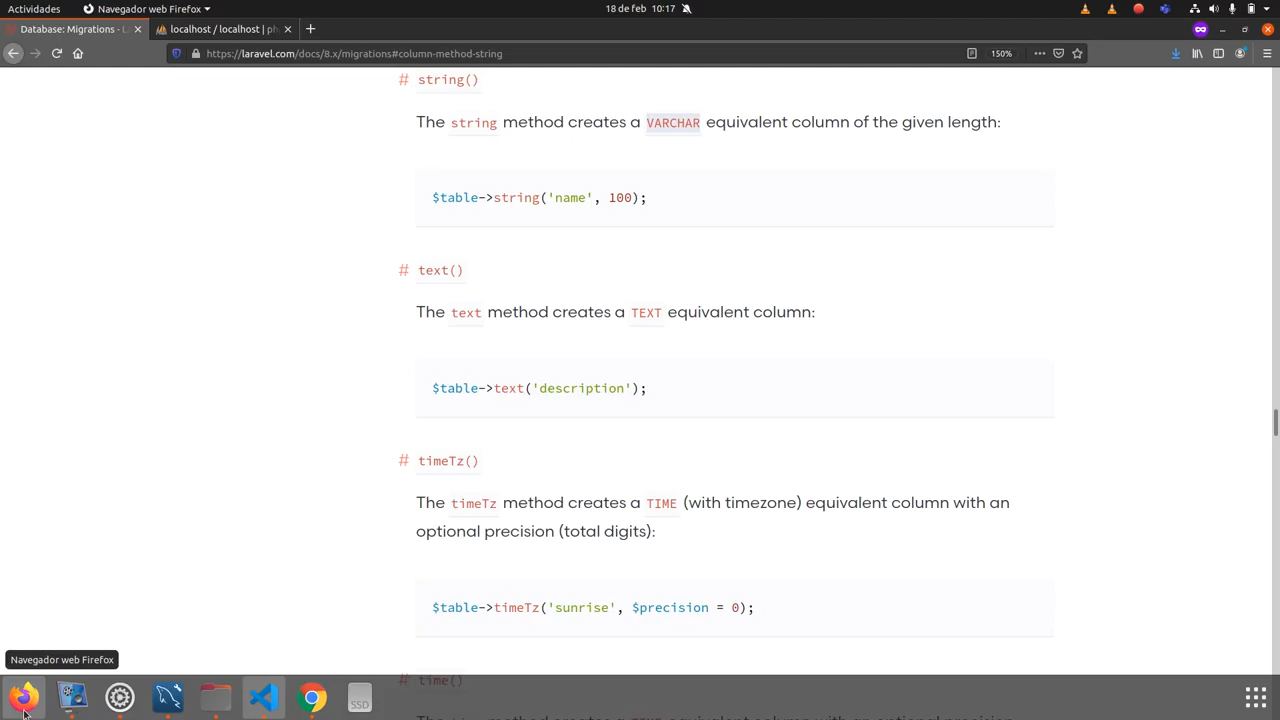 Actividades
Navegador web Firefox
18 de feb 10:17
Database: Migrations - La
localhost / localhost | ph
https://laravel.com/docs/8.x/migrations#column-method-string
150%
# string()
The string method creates a VARCHAR equivalent column of the given length:
$table->string('name', 100);
# text()
The text method creates a TEXT equivalent column:
$table->text('description');
# timeTz()
The timeTz method creates a TIME (with timezone) equivalent column with an
optional precision (total digits):
$table->timeTz('sunrise', $precision = 0);
Navegador web Firefox
# time()
SSD